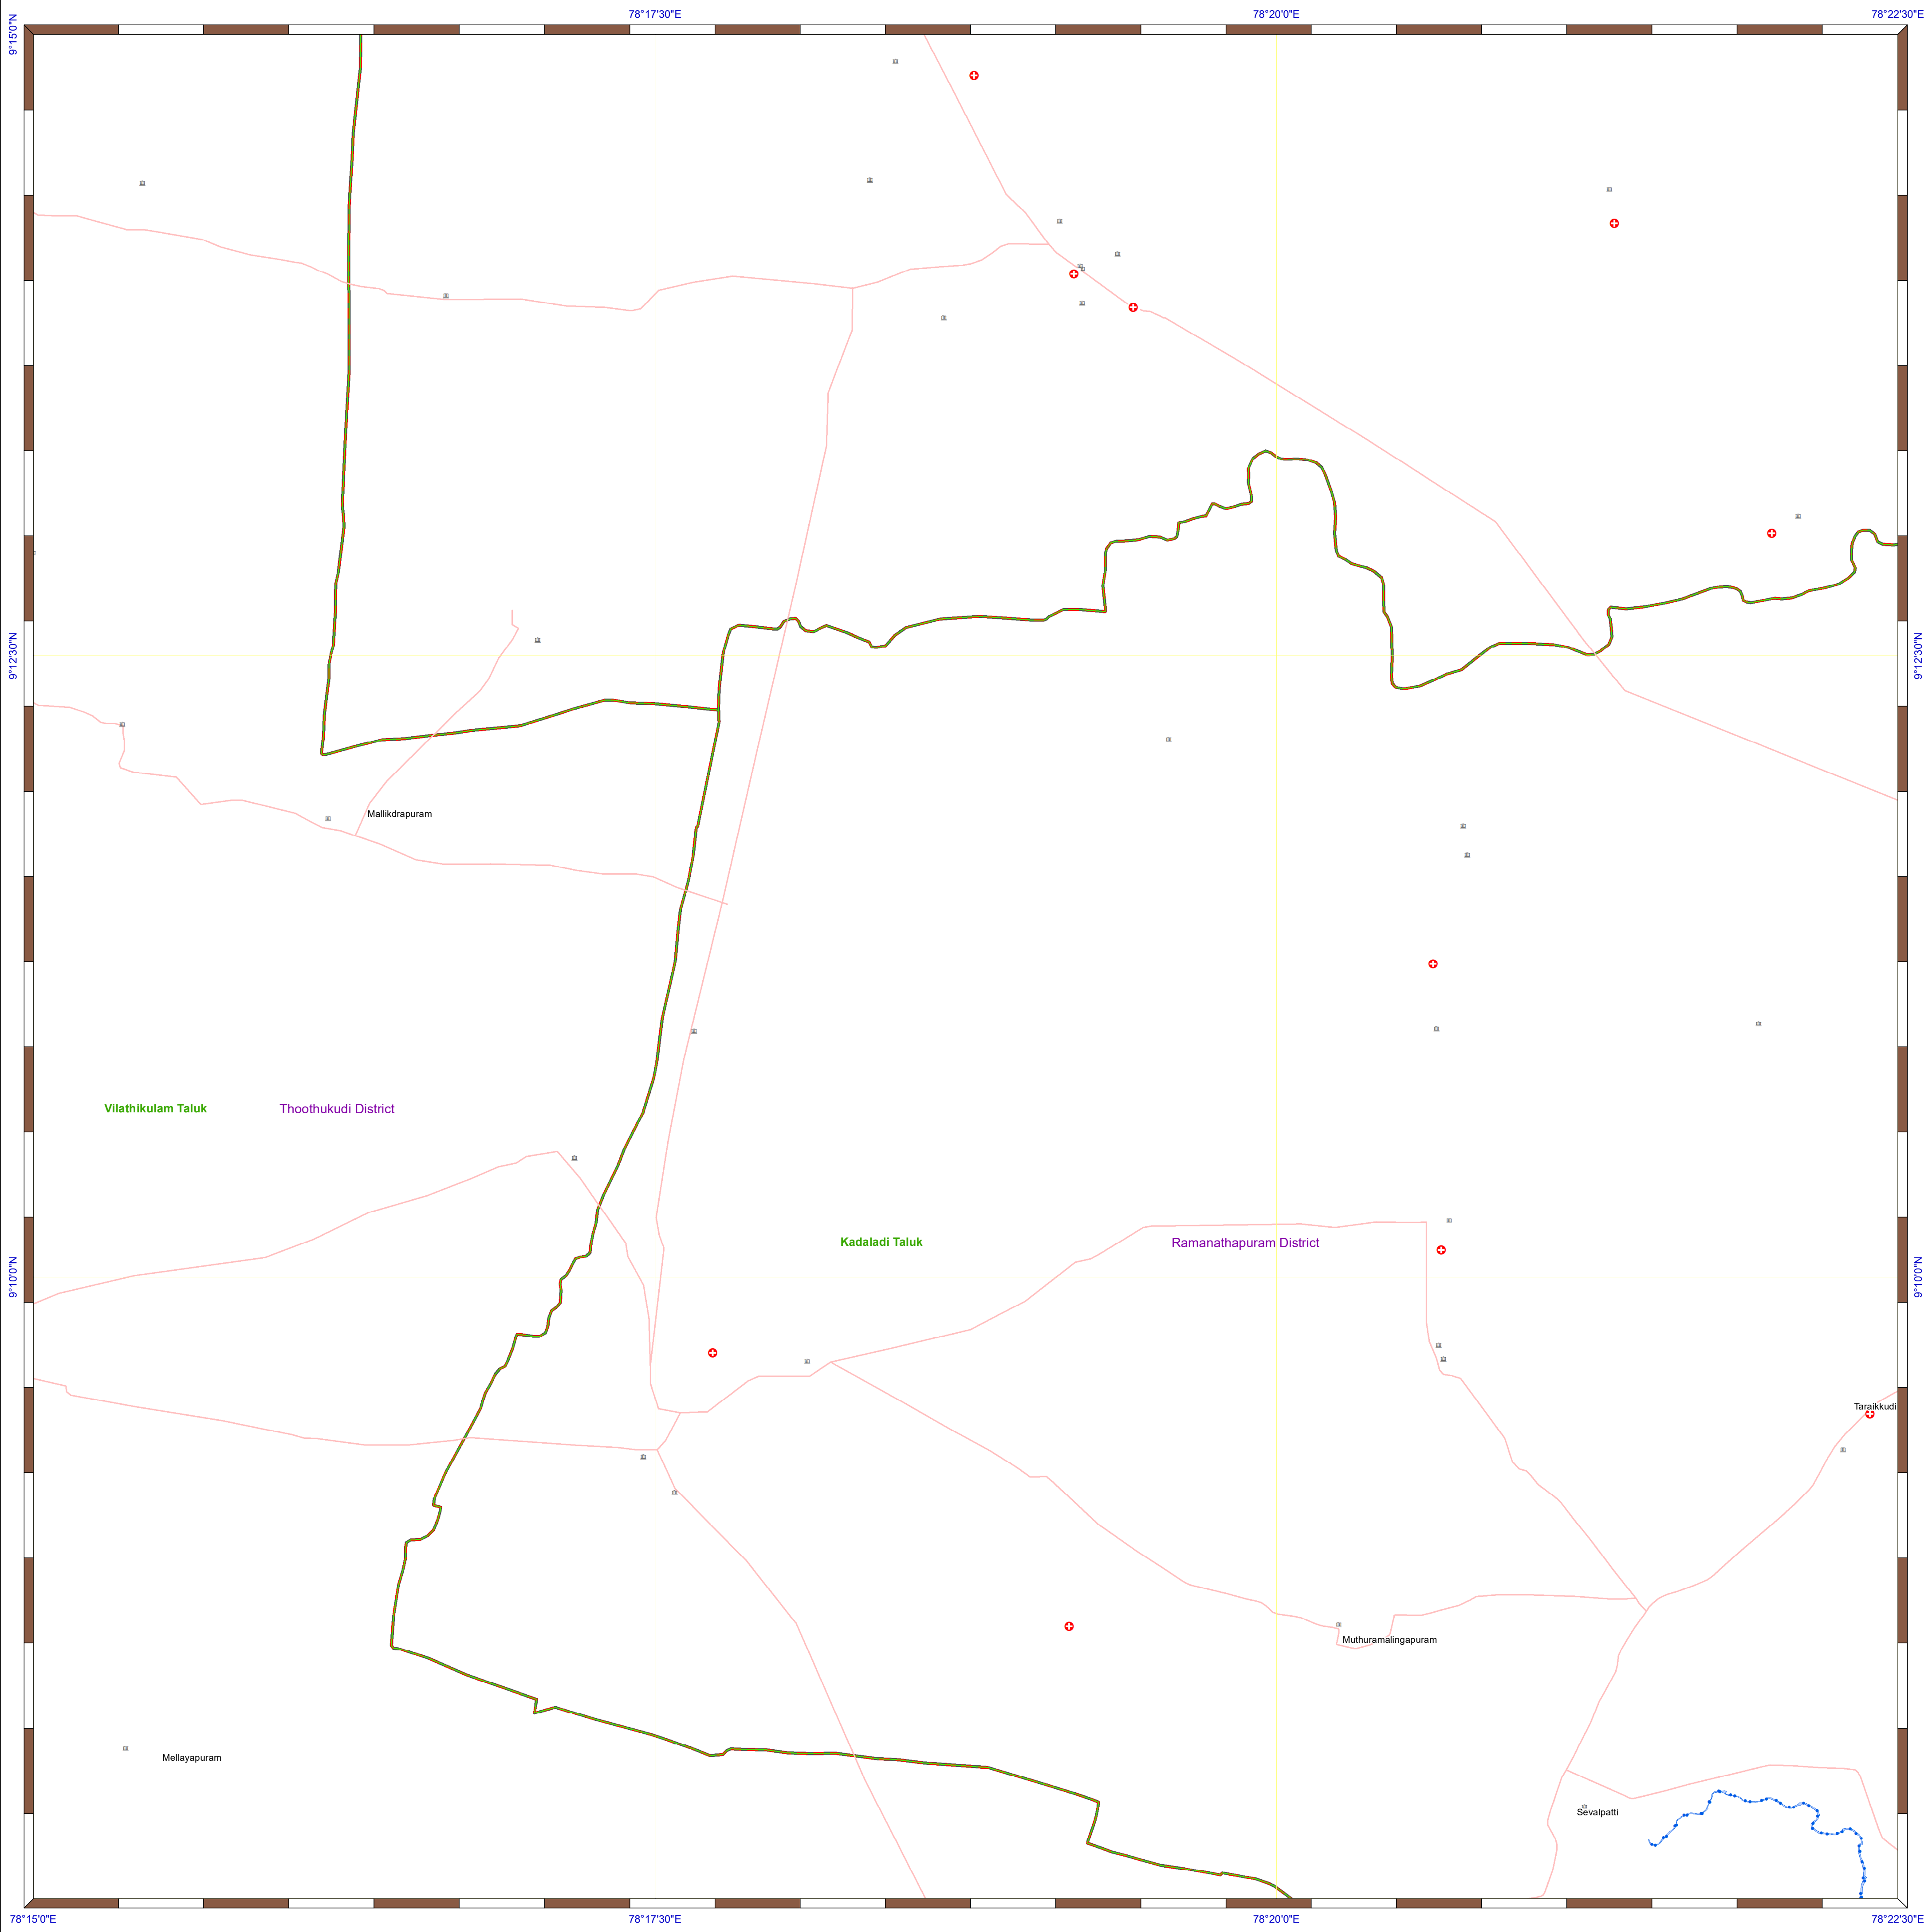 78°17'30"E
78°20'0"E
78°22'30"E
9°15'0"N
9°12'30"N
9°12'30"N
Mallikdrapuram
Vilathikulam Taluk
Thoothukudi District
Kadaladi Taluk
Ramanathapuram District
9°10'0"N
9°10'0"N
Taraikkudi
Muthuramalingapuram
Mellayapuram
Sevalpatti
78°15'0"E
78°17'30"E
78°20'0"E
78°22'30"E